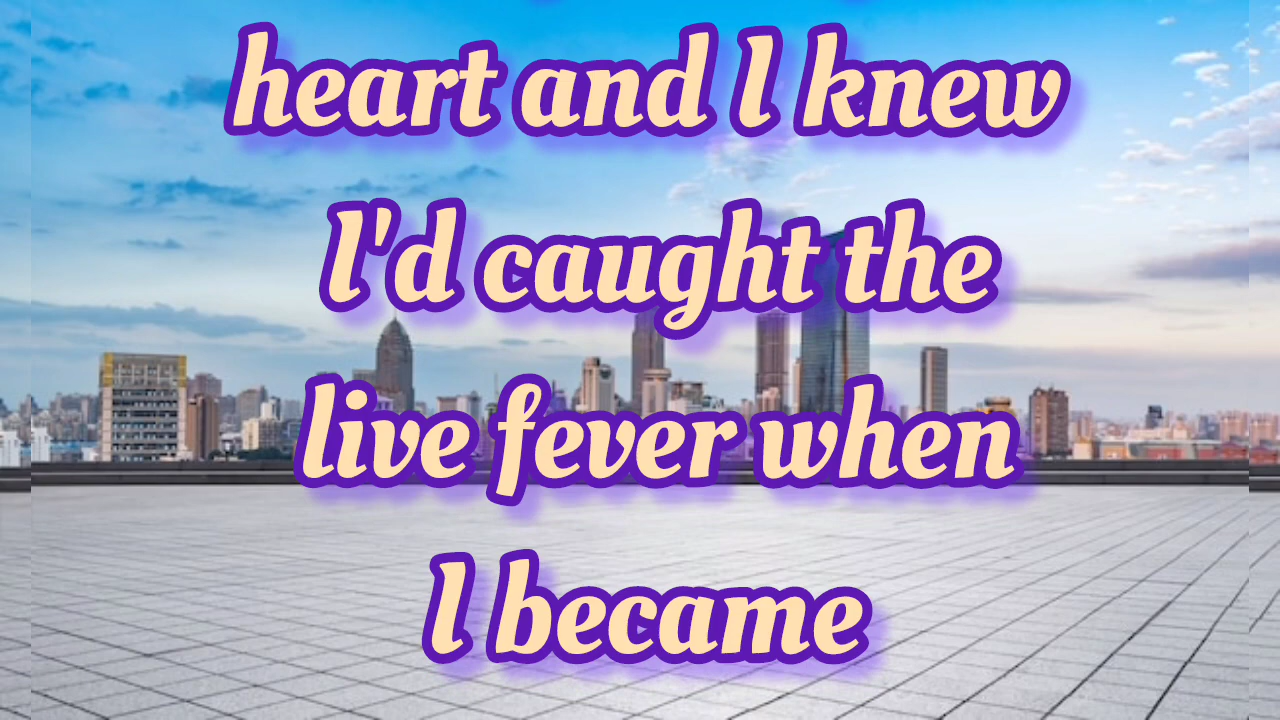 heart and I knew
I'd caught the
live fever when
I became